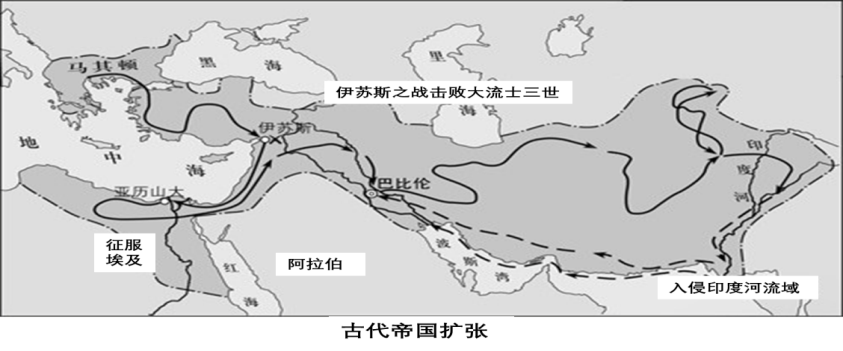 马其顿
黑海
里海
伊苏斯之战击败大流士三世
伊苏斯
地中海
印度河
巴比伦
亚历山大
征服
埃及
阿拉伯
红海
波斯湾
入侵印度河流域
古代帝国扩张